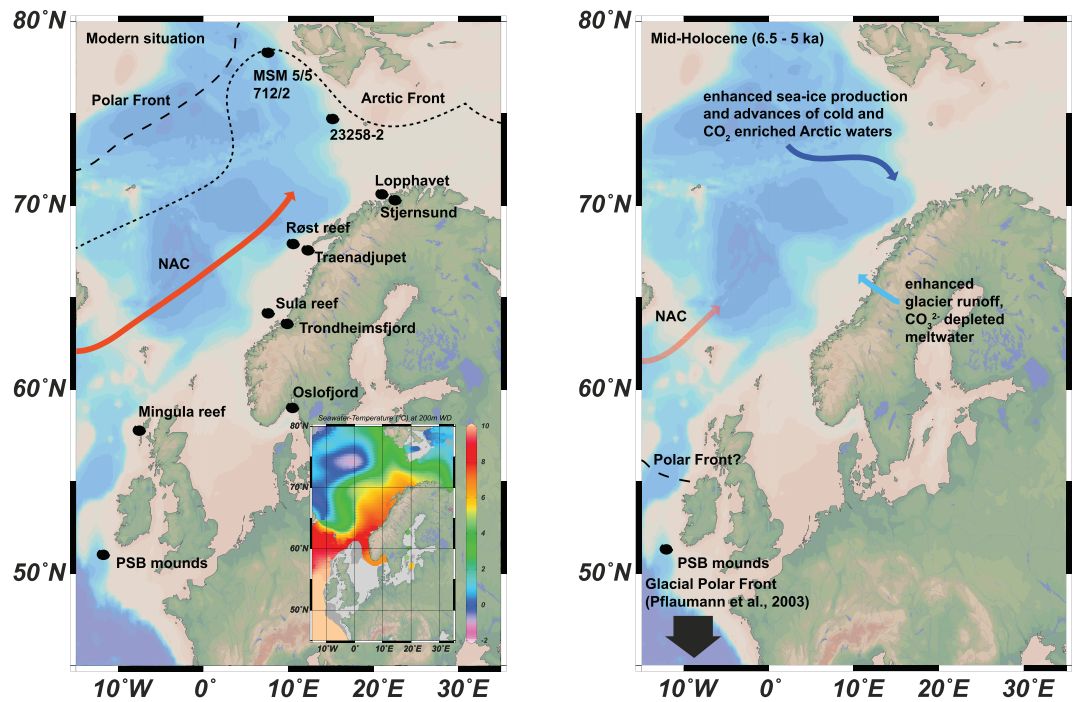 80°N
Modern situation
Polar Front
MSM 5/5
712/2
Arctic Front
23258-2
70°N
Lopphavet
Stjernsund
Røst reef
Traenadjupet
NAC
Sula reef
Trondheimsfjord
60°N
Oslofjord
Mingula reef
Seawater-Temperature (°C) at 200m WD
80°N
70°N
60°N
50°N
10°W
0°
10°E
20°E
30°E
10
8
6
4
2
0
-2
50°N
PSB mounds
10°W
0°
10°E
20°E
30°E
80°N
Mid-Holocene (6.5 - 5 ka)
enhanced sea-ice production
and advances of cold and
CO2 enriched Arctic waters
70°N
enhanced
glacier runoff,
CO3 2- depleted
meltwater
NAC
60°N
Polar Front?
50°N
PSB mounds
Glacial Polar Front
(Pflaumann et al., 2003)
10°W
0°
10°E
20°E
30°E